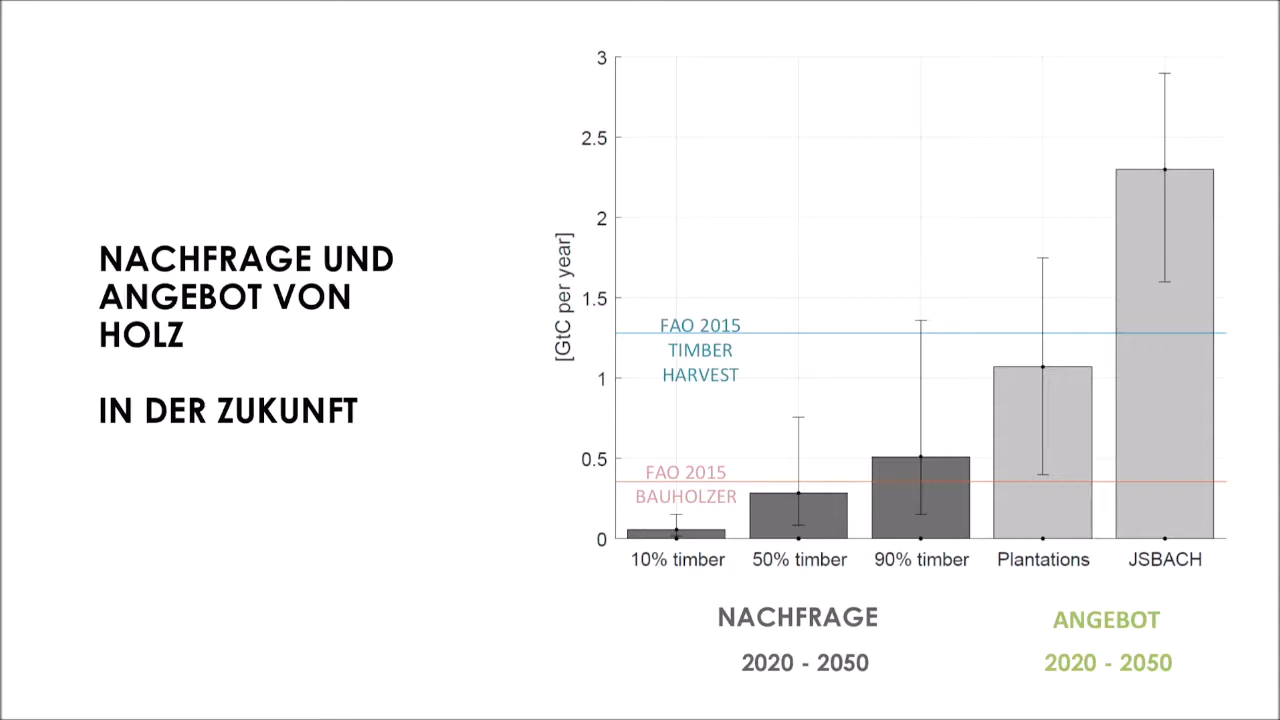 NACHFRAGE UND
ANGEBOT VON
HOLZ
IN DER ZUKUNFT
[GtC per year]
3
2.5
2
1.5
1
0.5
0
FAO 2015
TIMBER
HARVEST
FAO 2015
BAUHOLZER
10% timber
50% timber
90% timber
Plantations
JSBACH
NACHFRAGE
2020 - 2050
ANGEBOT
2020 - 2050